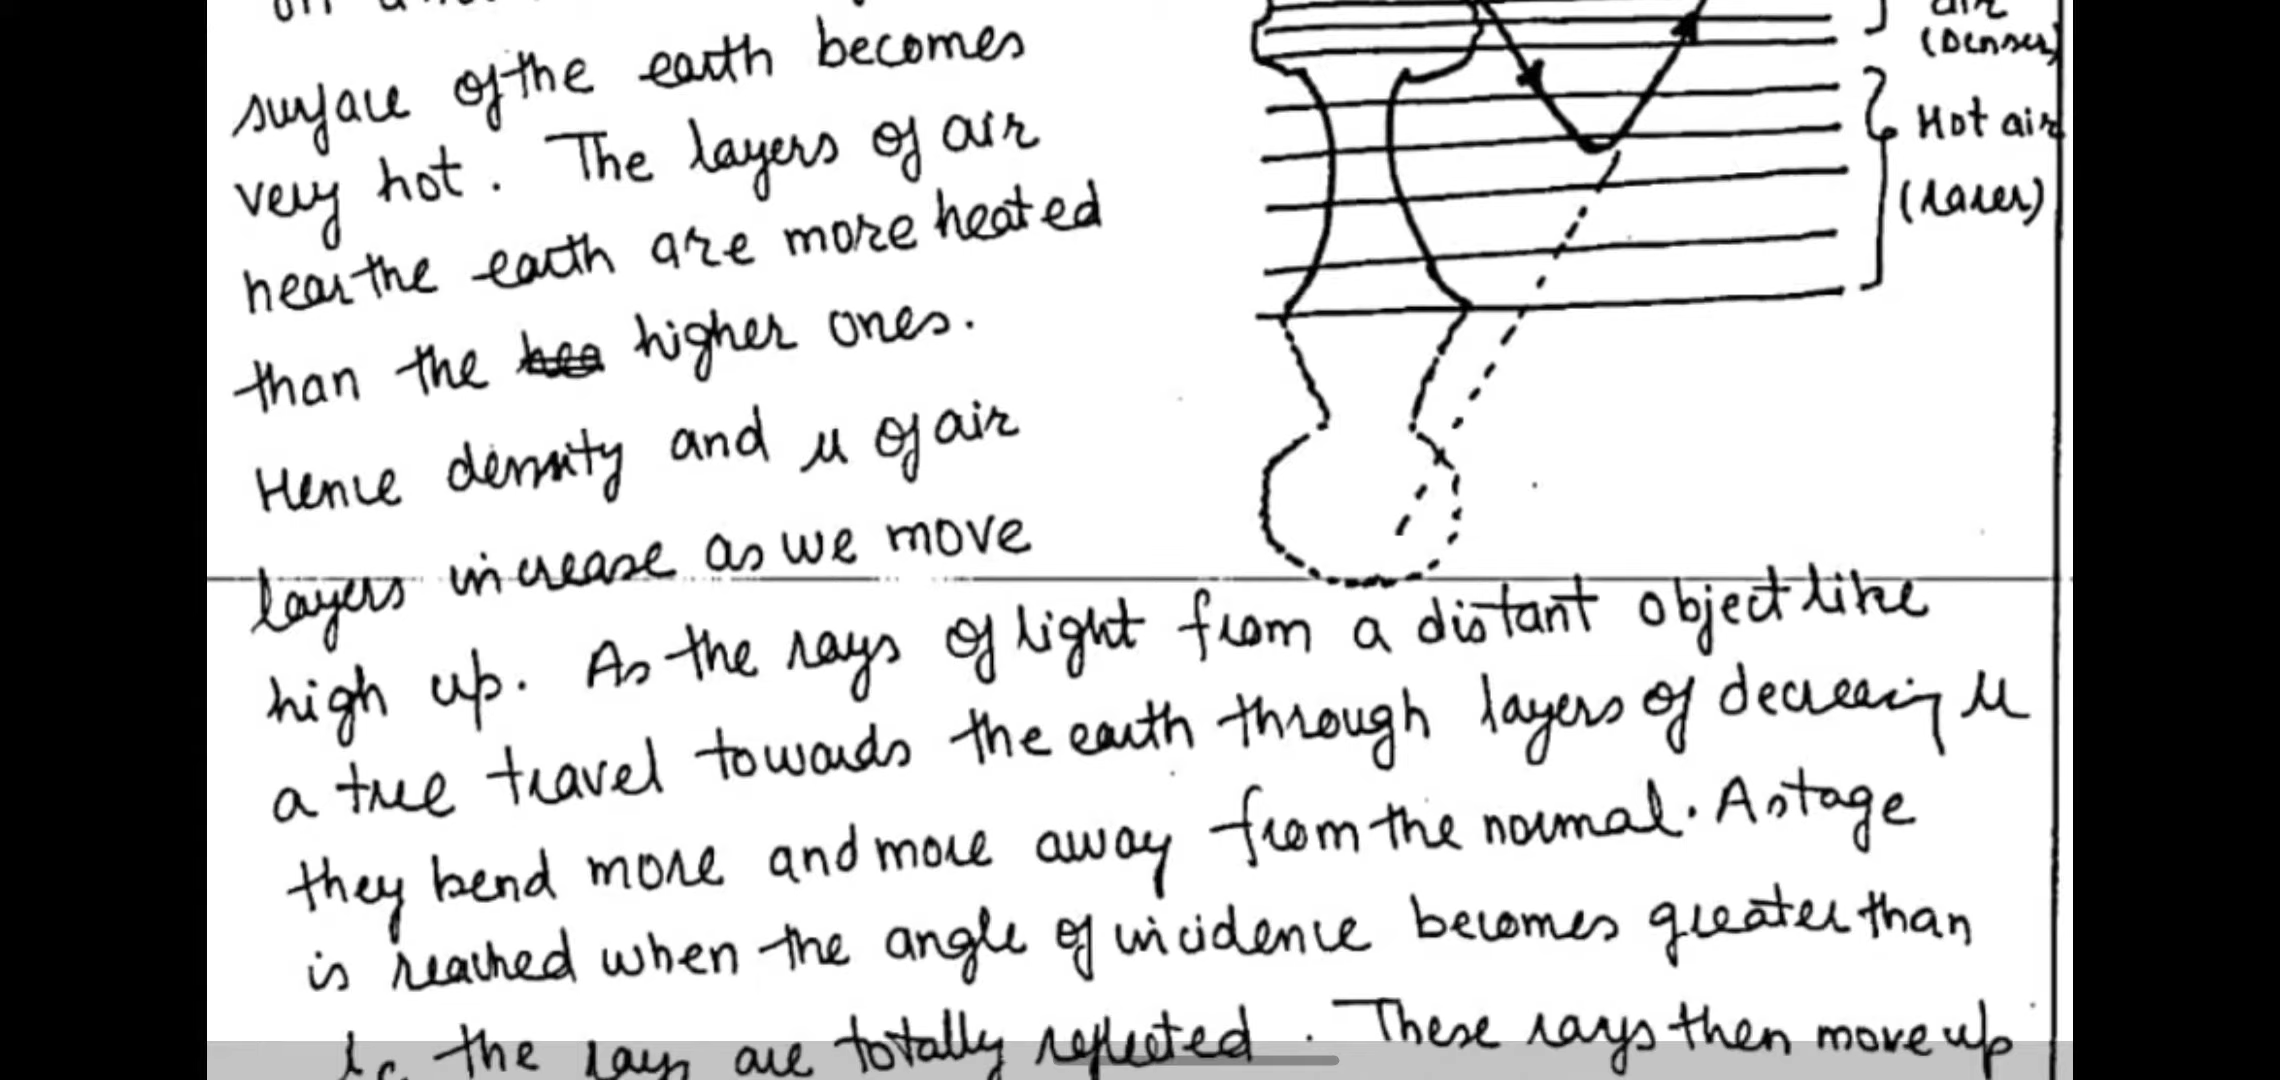 surface of the earth becomes
very hot. The layers of air
near the earth are more heated
than the higher ones.
Hence density and μ of air
layers increase as we move
high up. As the rays of light from a distant object like
a tree travel towards the earth through layers of decreasing μ
they bend more and more away from the normal. A stage
is reached when the angle of incidence becomes greater than
ic the rays are totally reflected. These rays then move up
air
(Denser)
Hot air
(rarer)